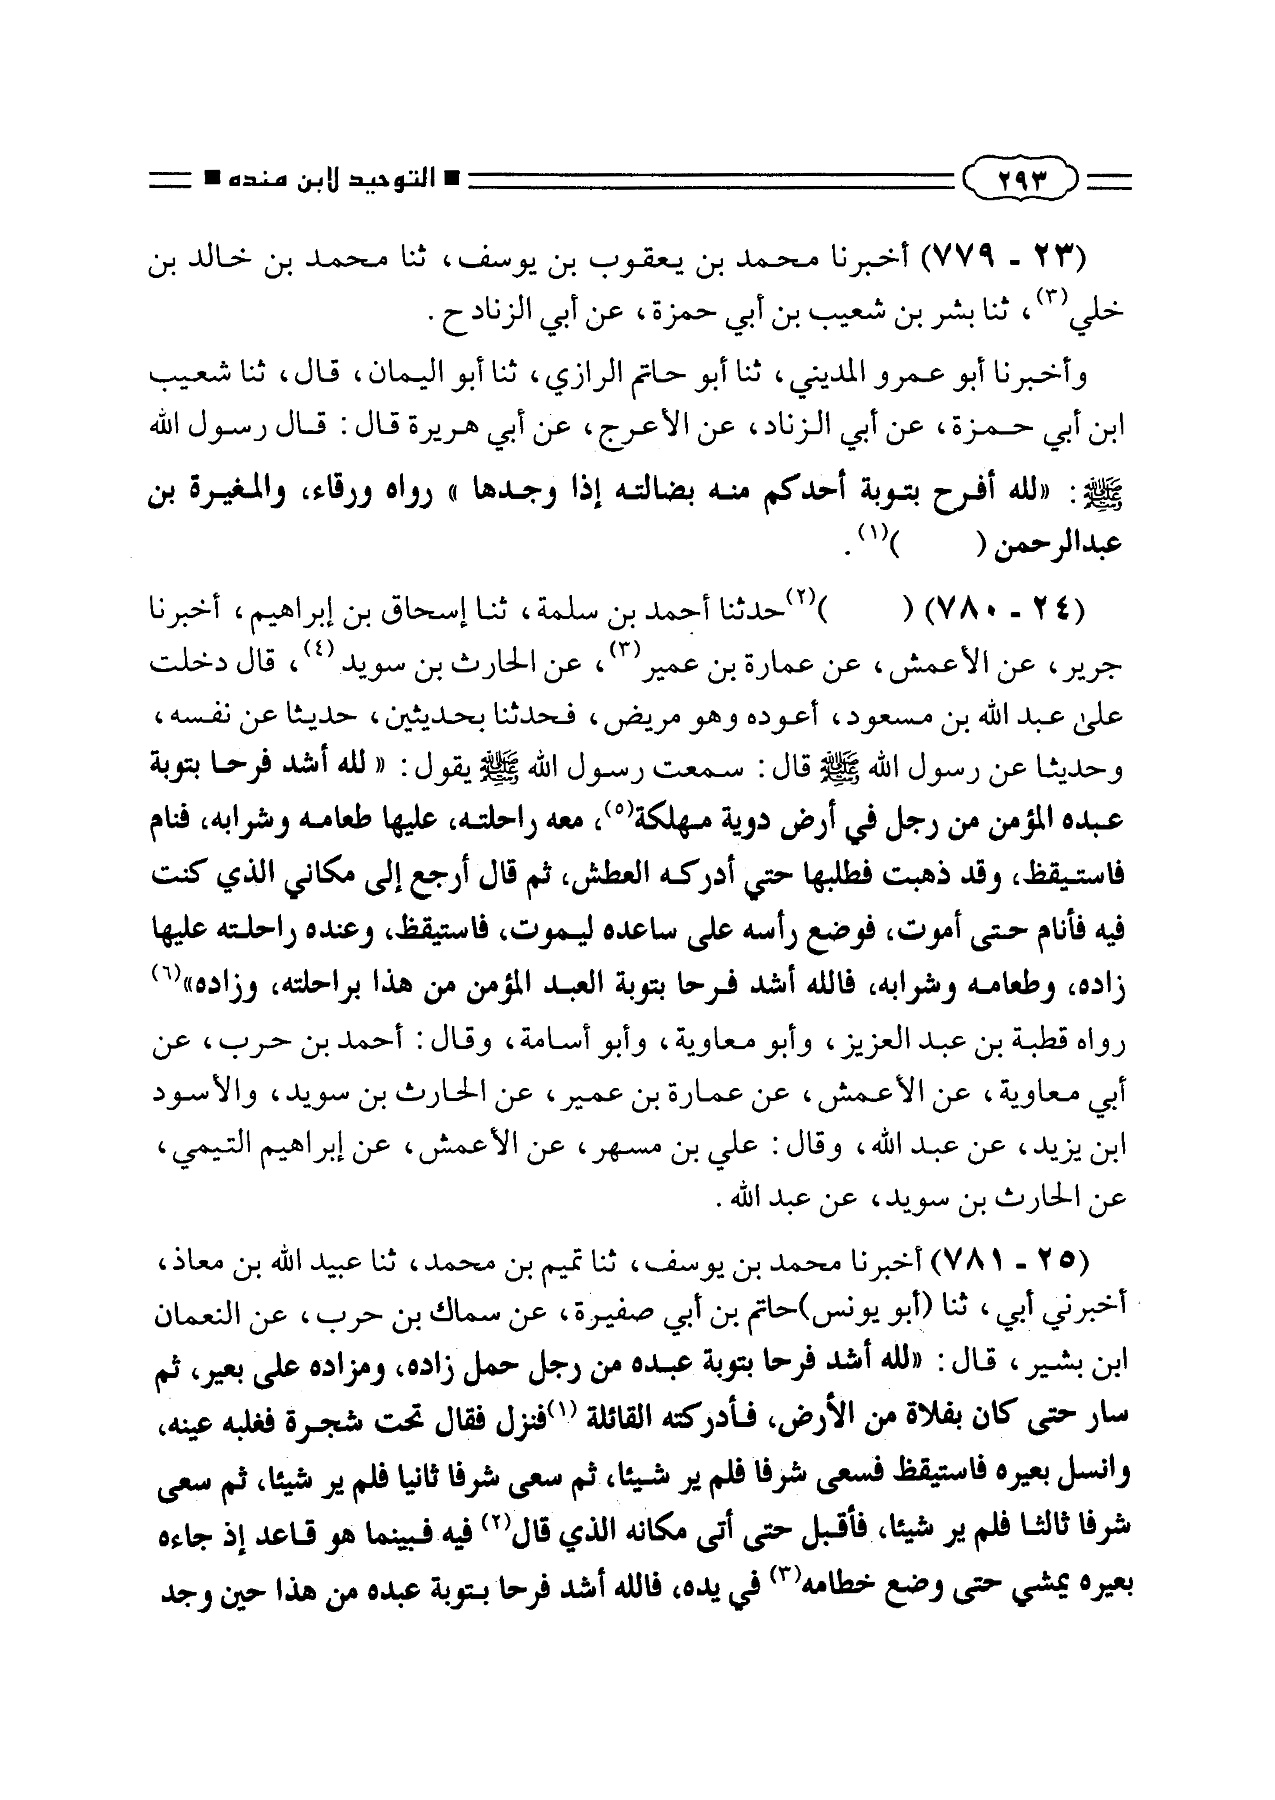 ٢٩٣ ■ التوحيد لابن منده ■
(٢٣ - ٧٧٩) أخبرنا محمد بن يعقوب بن يوسف، ثنا محمد بن خالد بن
خلي(٣)، ثنا بشر بن شعيب بن أبي حمزة، عن أبي الزناد ح .
وأخبرنا أبو عمرو المديني، ثنا أبو حاتم الرازي، ثنا أبو اليمان، قال، ثنا شعيب
ابن أبي حمزة، عن أبي الزناد، عن الأعرج، عن أبي هريرة قال: قال رسول الله
ﷺ: «لله أفرح بتوبة أحدكم منه بضالته إذا وجدها » رواه ورقاء، والمغيرة بن
عبدالرحمن ( )(١).
(٢٤ - ٧٨٠) ( )(٢)حدثنا أحمد بن سلمة، ثنا إسحاق بن إبراهيم، أخبرنا
جرير، عن الأعمش، عن عمارة بن عمير(٣)، عن الحارث بن سويد(٤)، قال دخلت
على عبد الله بن مسعود، أعوده وهو مريض، فحدثنا بحديثين، حديثا عن نفسه،
وحديثا عن رسول الله ﷺ قال: سمعت رسول الله ﷺ يقول: « لله أشد فرحا بتوبة
عبده المؤمن من رجل في أرض دوية مهلكة(٥)، معه راحلته، عليها طعامه وشرابه، فنام
فاستيقظ، وقد ذهبت فطلبها حتي أدركه العطش، ثم قال أرجع إلى مكاني الذي كنت
فيه فأنام حتى أموت، فوضع رأسه على ساعده ليموت، فاستيقظ، وعنده راحلته عليها
زاده، وطعامه وشرابه، فالله أشد فرحا بتوبة العبد المؤمن من هذا براحلته، وزاده»(٦)
رواه قطبة بن عبد العزيز، وأبو معاوية، وأبو أسامة، وقال: أحمد بن حرب، عن
أبي معاوية، عن الأعمش، عن عمارة بن عمير، عن الحارث بن سويد، والأسود
ابن يزيد، عن عبد الله، وقال: علي بن مسهر، عن الأعمش، عن إبراهيم التيمي،
عن الحارث بن سويد، عن عبد الله .
(٢٥ - ٧٨١) أخبرنا محمد بن يوسف، ثنا تميم بن محمد، ثنا عبيد الله بن معاذ،
أخبرني أبي، ثنا (أبو يونس)حاتم بن أبي صفيرة، عن سماك بن حرب، عن النعمان
ابن بشير، قال: «لله أشد فرحا بتوبة عبده من رجل حمل زاده، ومزاده على بعير، ثم
سار حتى كان بفلاة من الأرض، فأدركته القائلة (١)فنزل فقال تحت شجرة فغلبه عينه،
وانسل بعيره فاستيقظ فسعى شرفا فلم ير شيئا، ثم سعى شرفا ثانيا فلم ير شيئا، ثم سعى
شرفا ثالثا فلم ير شيئا، فأقبل حتى أتى مكانه الذي قال(٢) فيه فبينما هو قاعد إذ جاءه
بعيره يمشي حتى وضع خطامه(٣) في يده، فالله أشد فرحا بتوبة عبده من هذا حين وجد